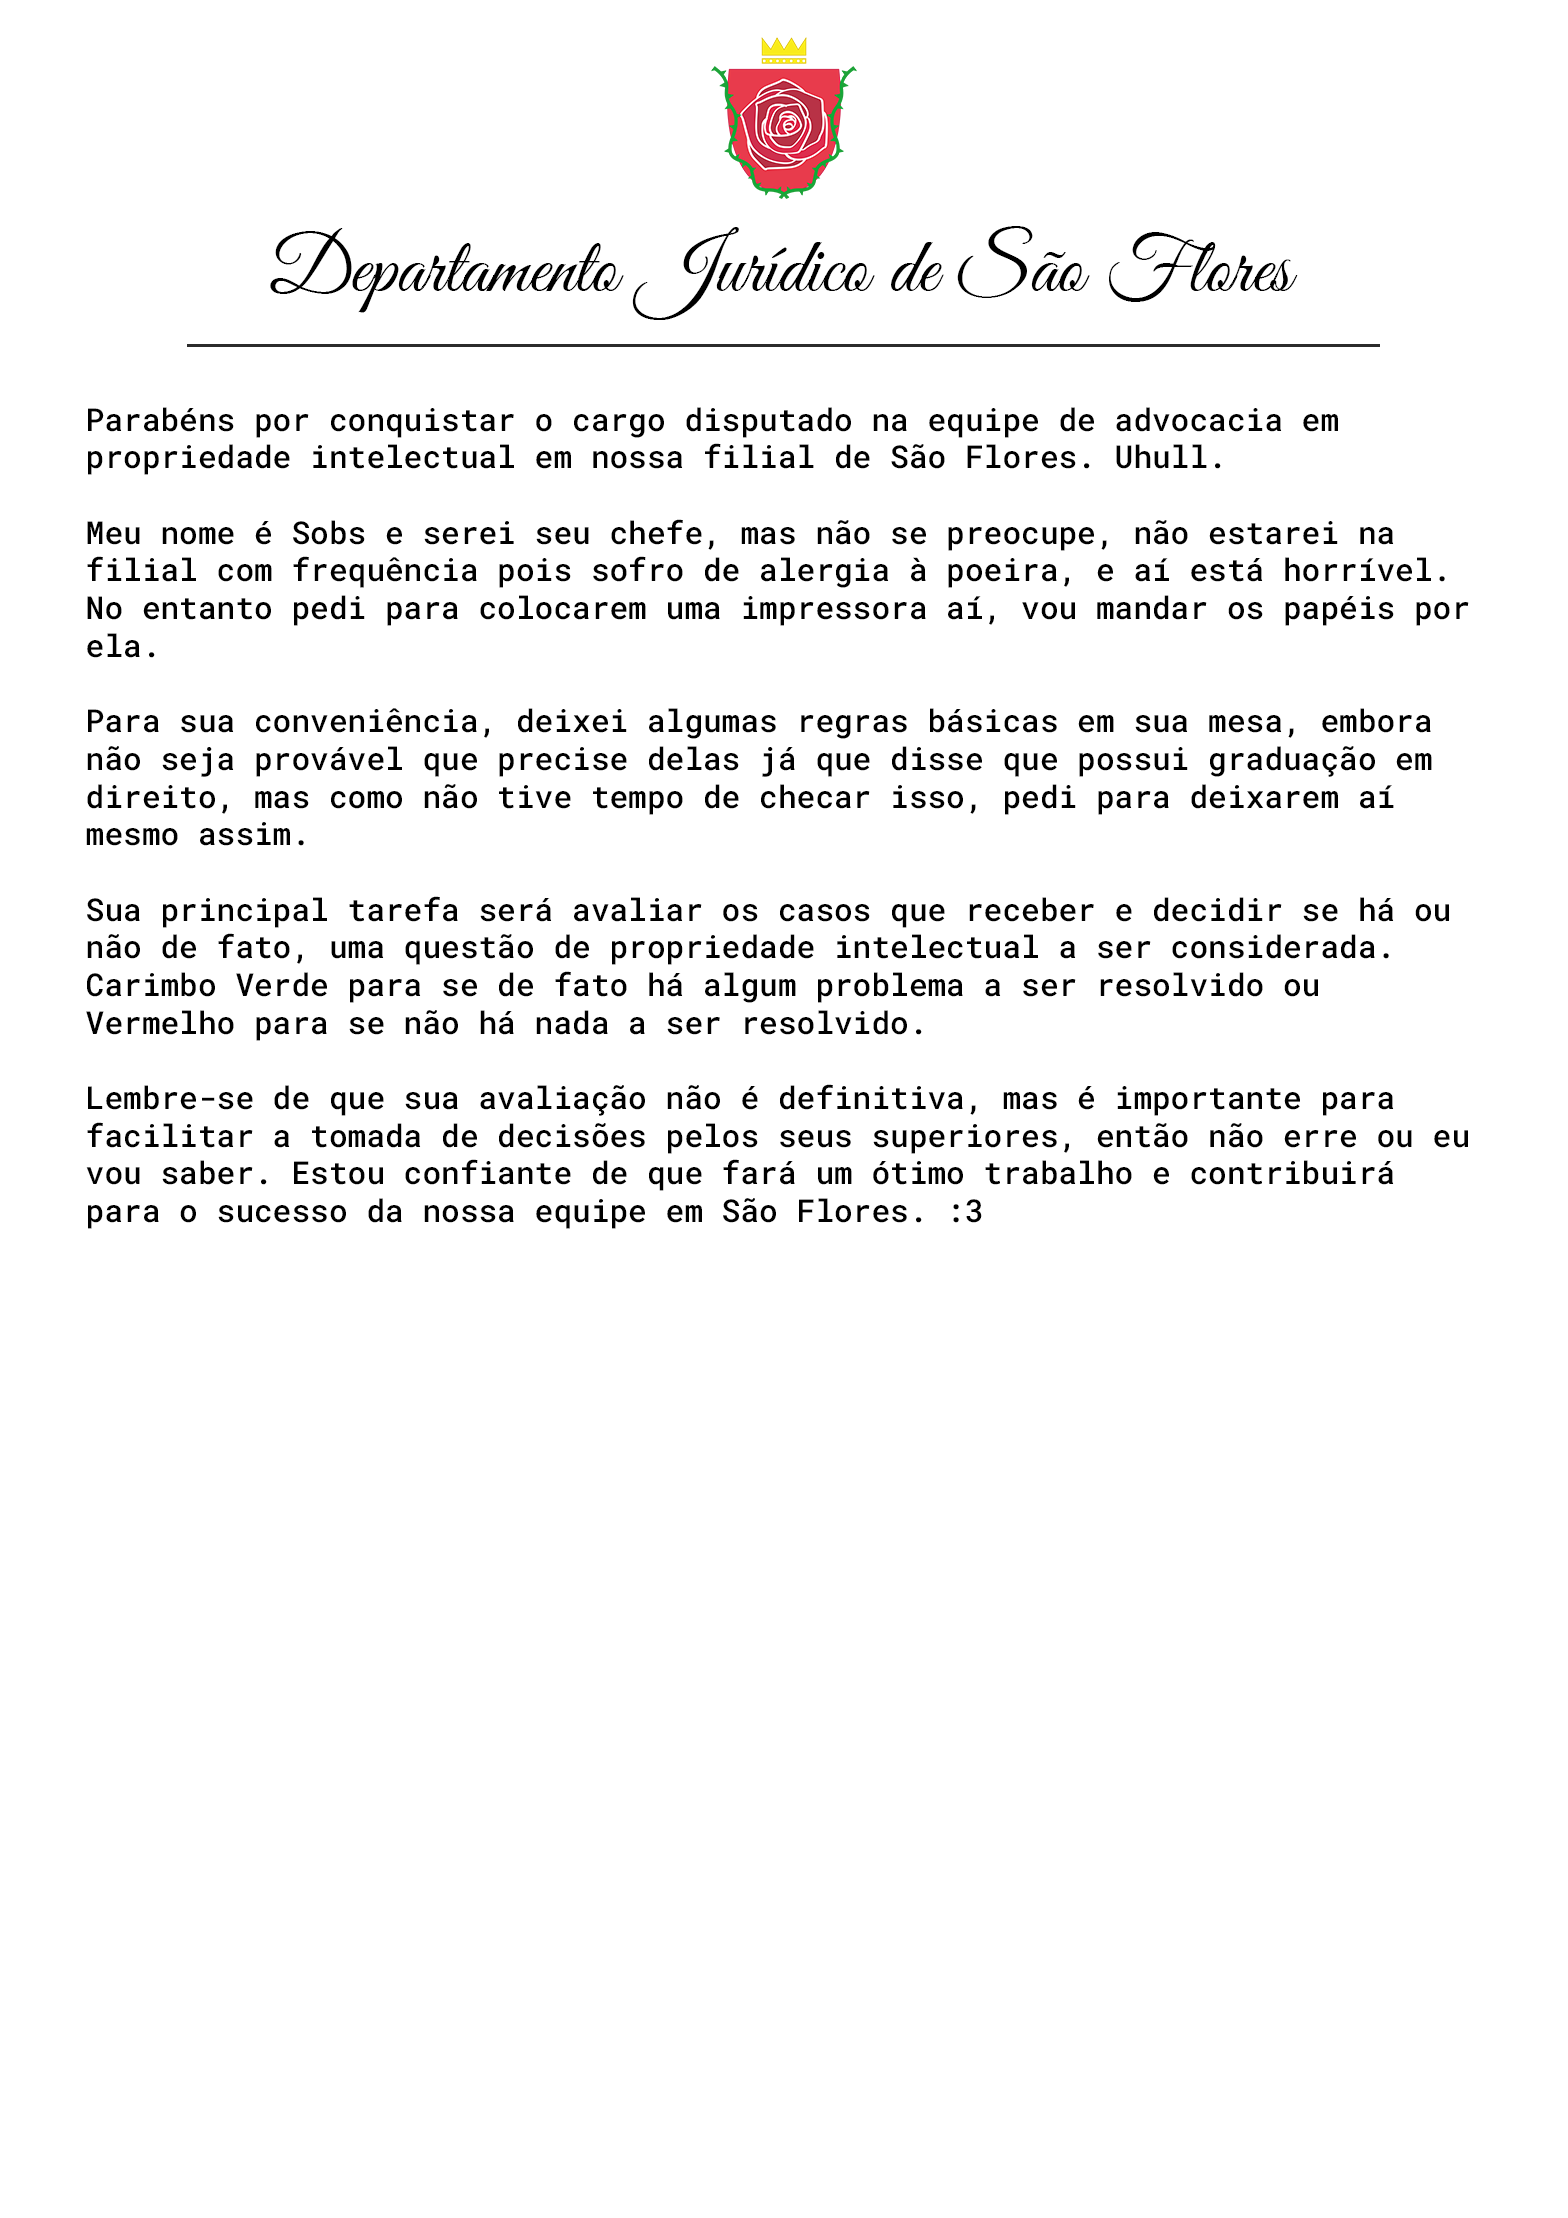 Departamento Jurídico de São Flores
Parabéns por conquistar o cargo disputado na equipe de advocacia em
propriedade intelectual em nossa filial de São Flores. Uhull.
Meu nome é Sobs e serei seu chefe, mas não se preocupe, não estarei na
filial com frequência pois sofro de alergia à poeira, e aí está horrível.
No entanto pedi para colocarem uma impressora aí, vou mandar os papéis por
ela.
Para sua conveniência, deixei algumas regras básicas em sua mesa, embora
não seja provável que precise delas já que disse que possui graduação em
direito, mas como não tive tempo de checar isso, pedi para deixarem aí
mesmo assim.
Sua principal tarefa será avaliar os casos que receber e decidir se há ou
não de fato, uma questão de propriedade intelectual a ser considerada.
Carimbo Verde para se de fato há algum problema a ser resolvido ou
Vermelho para se não há nada a ser resolvido.
Lembre-se de que sua avaliação não é definitiva, mas é importante para
facilitar a tomada de decisões pelos seus superiores, então não erre ou eu
vou saber. Estou confiante de que fará um ótimo trabalho e contribuirá
para o sucesso da nossa equipe em São Flores. :3